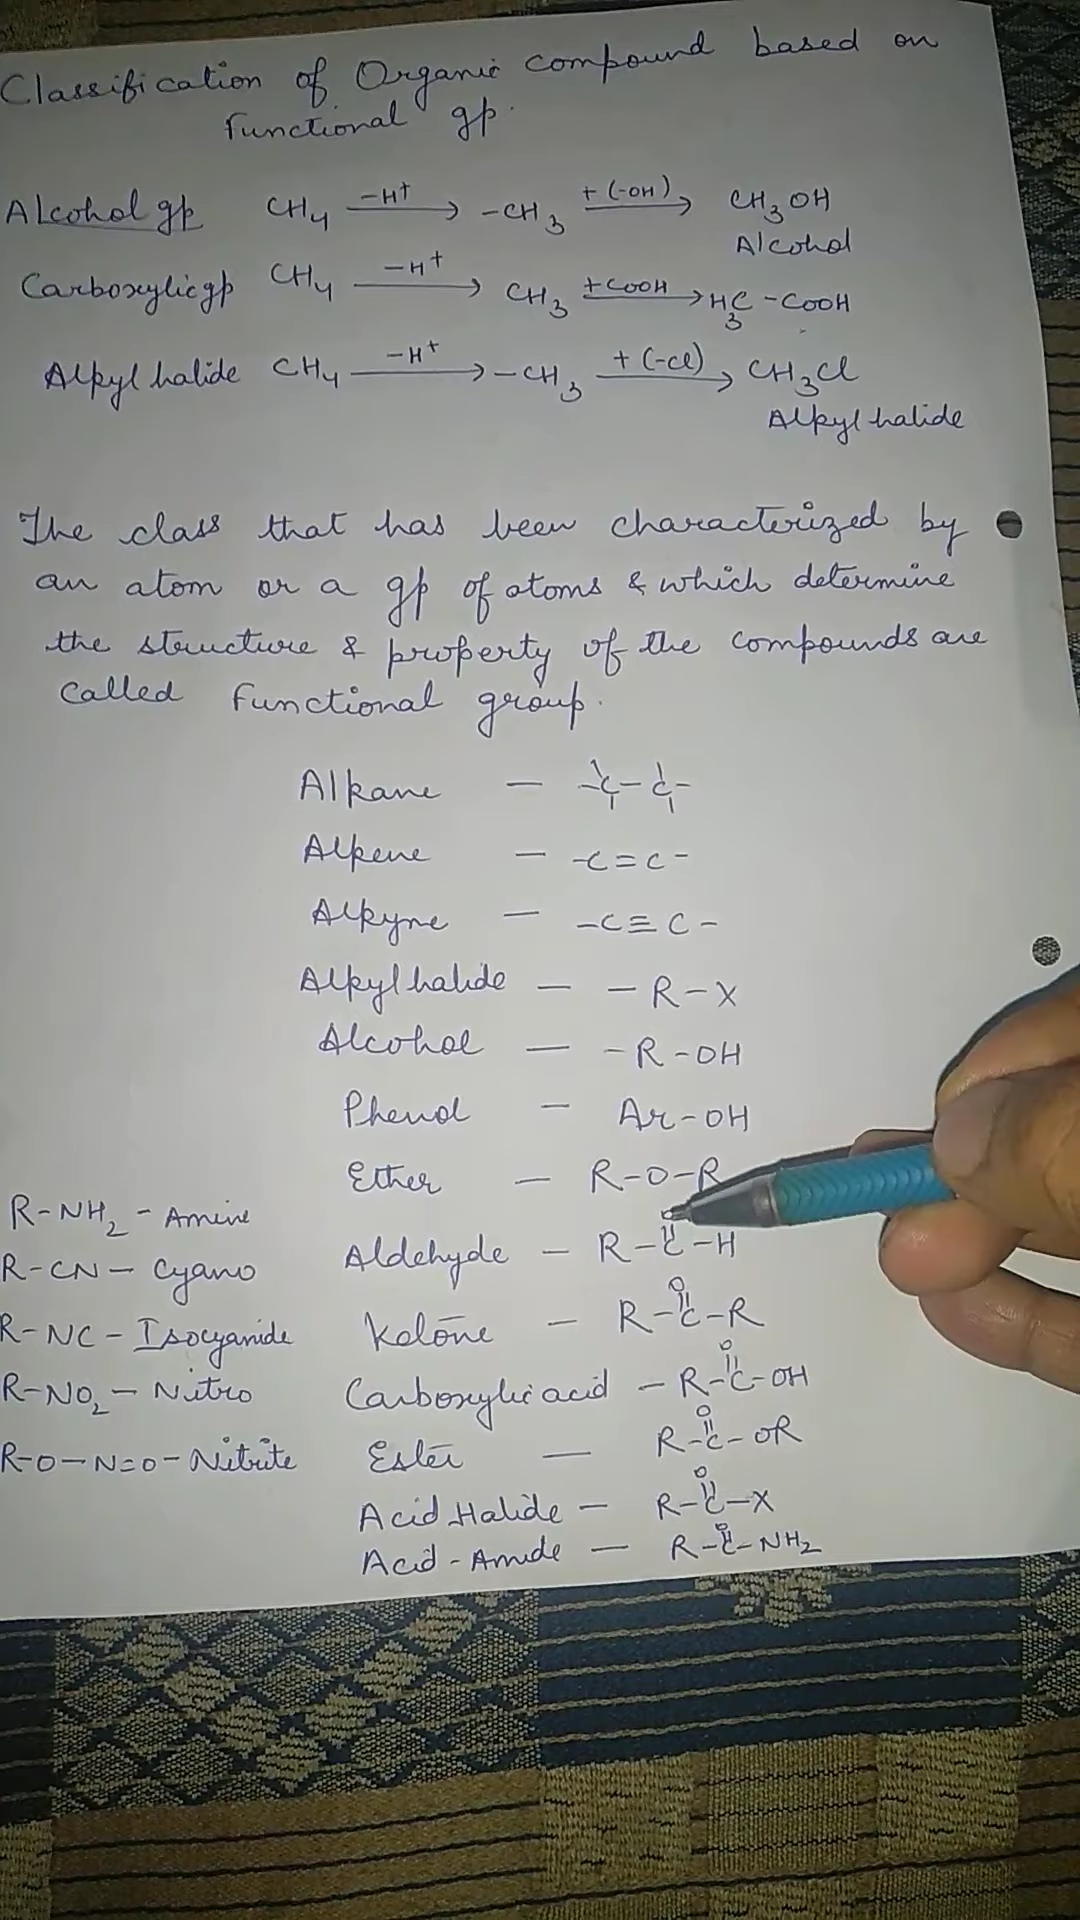 Classification of Organic compound based on
functional gp.
Alcohol gp CH4 -H+ → -CH3 +(-OH) → CH3OH
Alcohol
Carboxylic gp CH4 -H+ → CH3 +COOH → H3C-COOH
Alkyl halide CH4 -H+ → -CH3 +(-Cl) → CH3Cl
Alkyl halide
The class that has been characterized by
an atom or a gp of atoms & which determine
the structure & property of the compounds are
called functional group.
Alkane — -C-C-
Alkene — -C=C-
Alkyne — -C≡C-
Alkyl halide — -R-X
Alcohol — -R-OH
Phenol — Ar-OH
Ether — R-O-R
R-NH2 - Amine
Aldehyde — R-C(=O)-H
R-CN - Cyano
Ketone — R-C(=O)-R
R-NC - Isocyanide
Carboxylic acid — R-C(=O)-OH
R-NO2 - Nitro
Ester — R-C(=O)-OR
R-O-N=O - Nitrite
Acid Halide — R-C(=O)-X
Acid-Amide — R-C(=O)-NH2